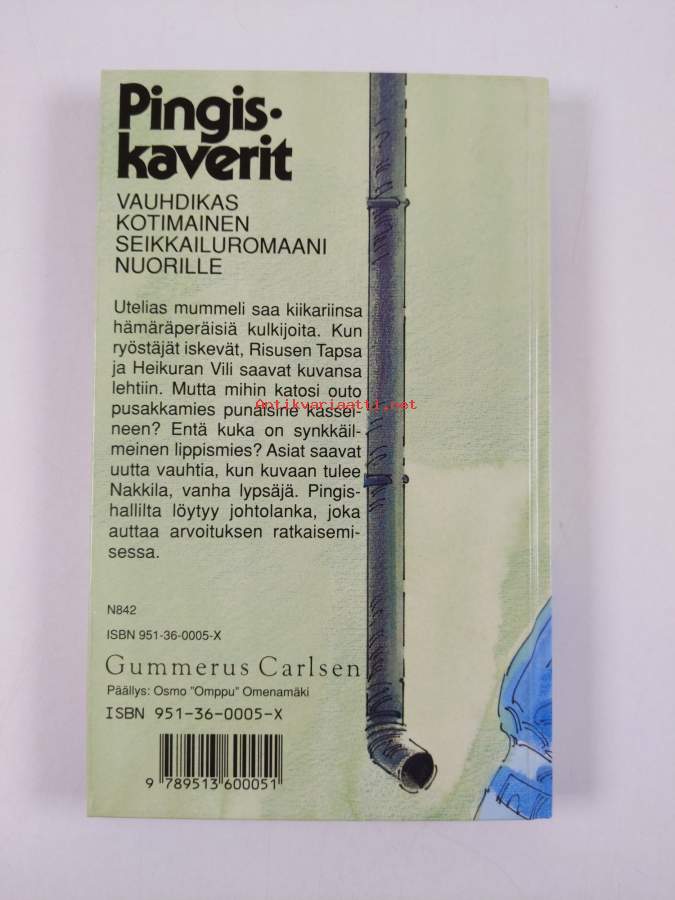 Pingis-
kaverit
VAUHDIKAS
KOTIMAINEN
SEIKKAILUROMAANI
NUORILLE
Utelias mummeli saa kiikariinsa
hämäräperäisiä kulkijoita. Kun
ryöstäjät iskevät, Risusen Tapsa
ja Heikuran Vili saavat kuvansa
lehtiin. Mutta mihin katosi outo
Antikvariaatit.net
pusakkamies punaisine kassei-
neen? Entä kuka on synkkäil-
meinen lippismies? Asiat saavat
uutta vauhtia, kun kuvaan tulee
Nakkila, vanha lypsäjä. Pingis-
hallilta löytyy johtolanka, joka
auttaa arvoituksen ratkaisemi-
sessa.
N842
ISBN 951-36-0005-X
Gummerus Carlsen
Päällys: Osmo "Omppu" Omenamäki
ISBN 951-36-0005-X
9 789513 600051